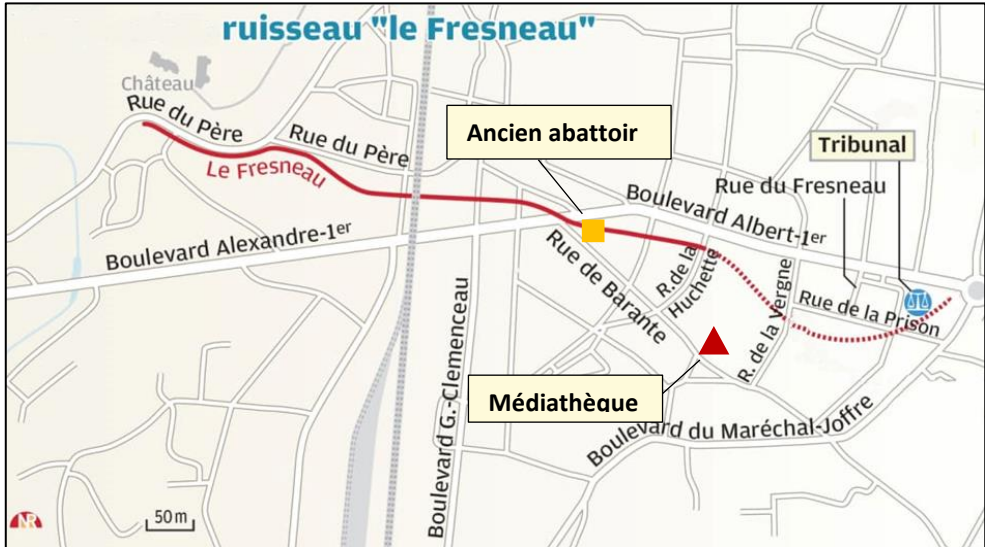 ruisseau "le Fresneau"
Château
Rue du Père
Rue du Père
Le Fresneau
Ancien abattoir
Tribunal
Rue du Fresneau
Boulevard Albert-1er
Boulevard Alexandre-1er
R.de la
Huchette
Rue de Barante
R. de la Vergne
Rue de la Prison
Boulevard G.-Clemenceau
Médiathèque
Boulevard du Maréchal-Joffre
NR
50 m